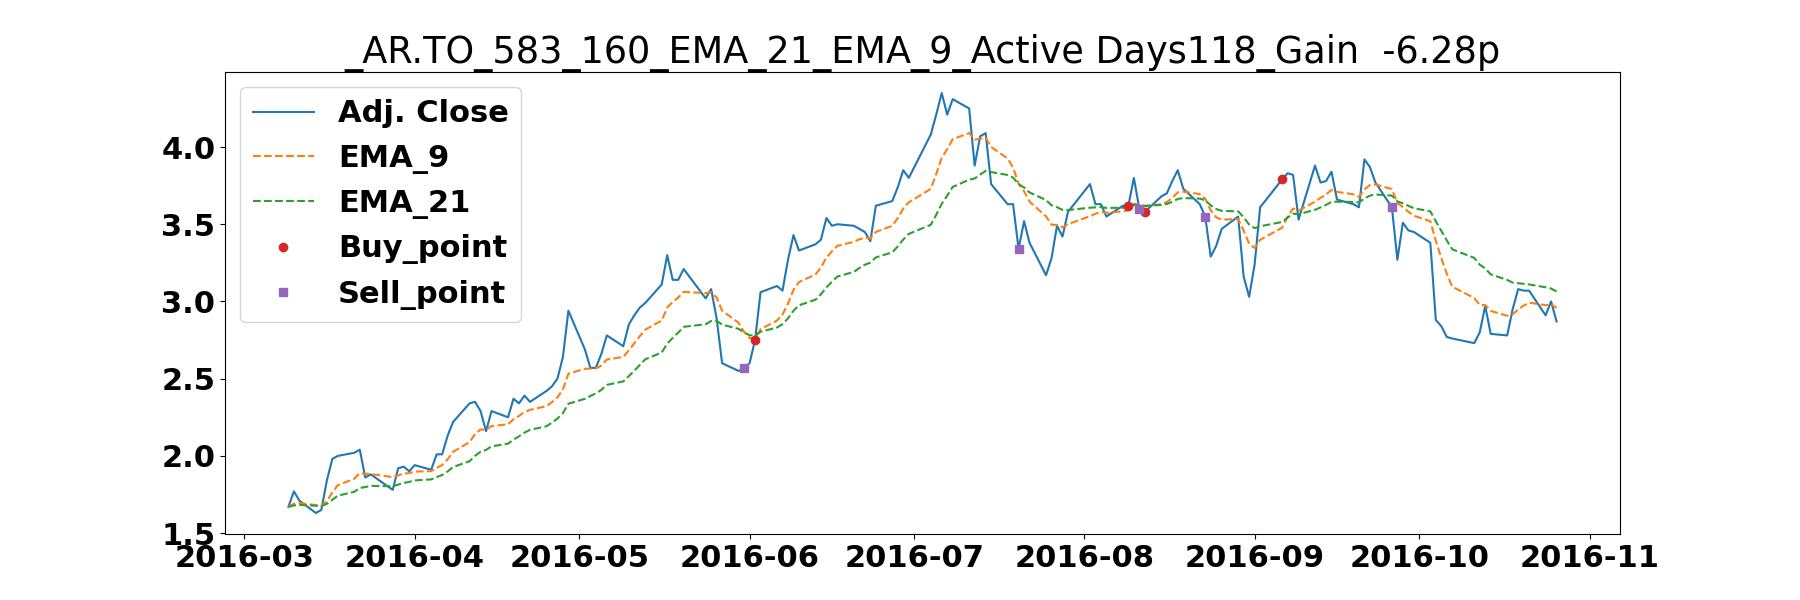 _AR.TO_583_160_EMA_21_EMA_9_Active Days118_Gain  -6.28p
Adj. Close
EMA_9
EMA_21
Buy_point
Sell_point
4.0
3.5
3.0
2.5
2.0
1.5
2016-03 2016-04 2016-05 2016-06 2016-07 2016-08 2016-09 2016-10 2016-11